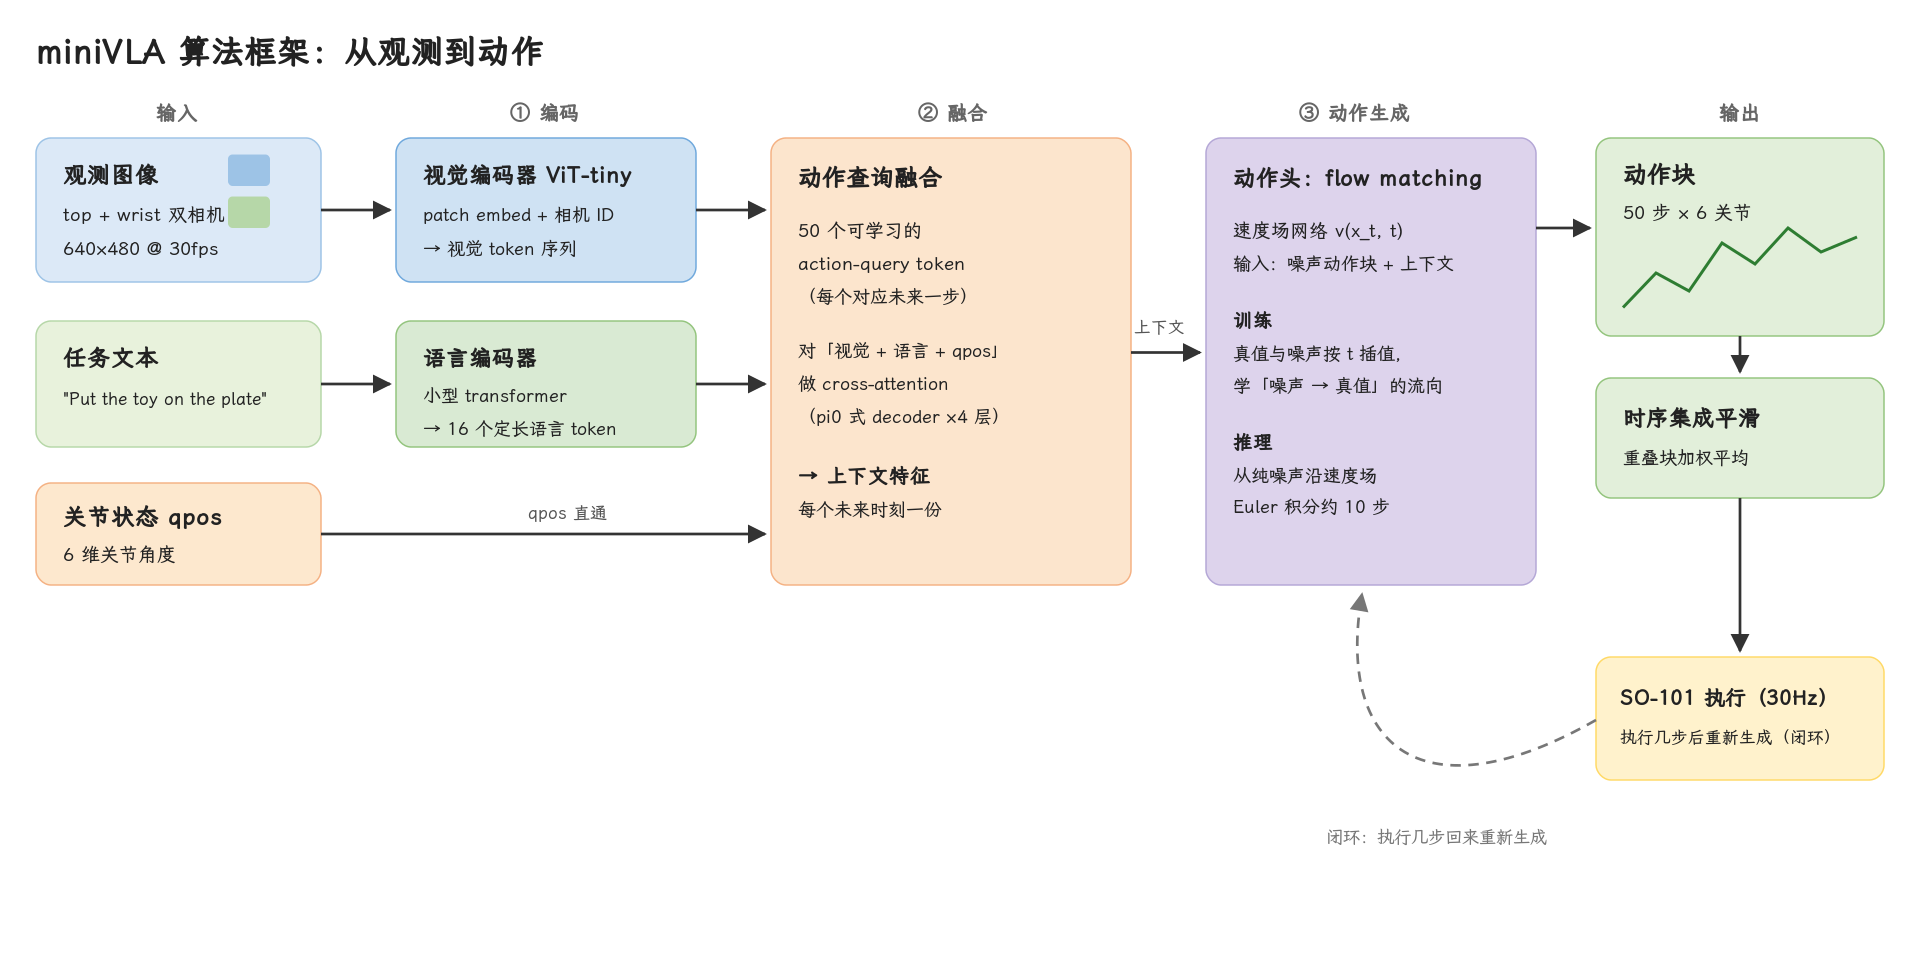 miniVLA 算法框架：从观测到动作
输入
① 编码
② 融合
③ 动作生成
输出
观测图像
top + wrist 双相机
640×480 @ 30fps
视觉编码器 ViT-tiny
patch embed + 相机 ID
→ 视觉 token 序列
任务文本
"Put the toy on the plate"
语言编码器
小型 transformer
→ 16 个定长语言 token
关节状态 qpos
6 维关节角度
qpos 直通
动作查询融合
50 个可学习的
action-query token
（每个对应未来一步）
对「视觉 + 语言 + qpos」
做 cross-attention
（pi0 式 decoder ×4 层）
→ 上下文特征
每个未来时刻一份
上下文
动作头：flow matching
速度场网络 v(x_t, t)
输入：噪声动作块 + 上下文
训练
真值与噪声按 t 插值，
学「噪声 → 真值」的流向
推理
从纯噪声沿速度场
Euler 积分约 10 步
动作块
50 步 × 6 关节
时序集成平滑
重叠块加权平均
SO-101 执行（30Hz）
执行几步后重新生成（闭环）
闭环：执行几步回来重新生成